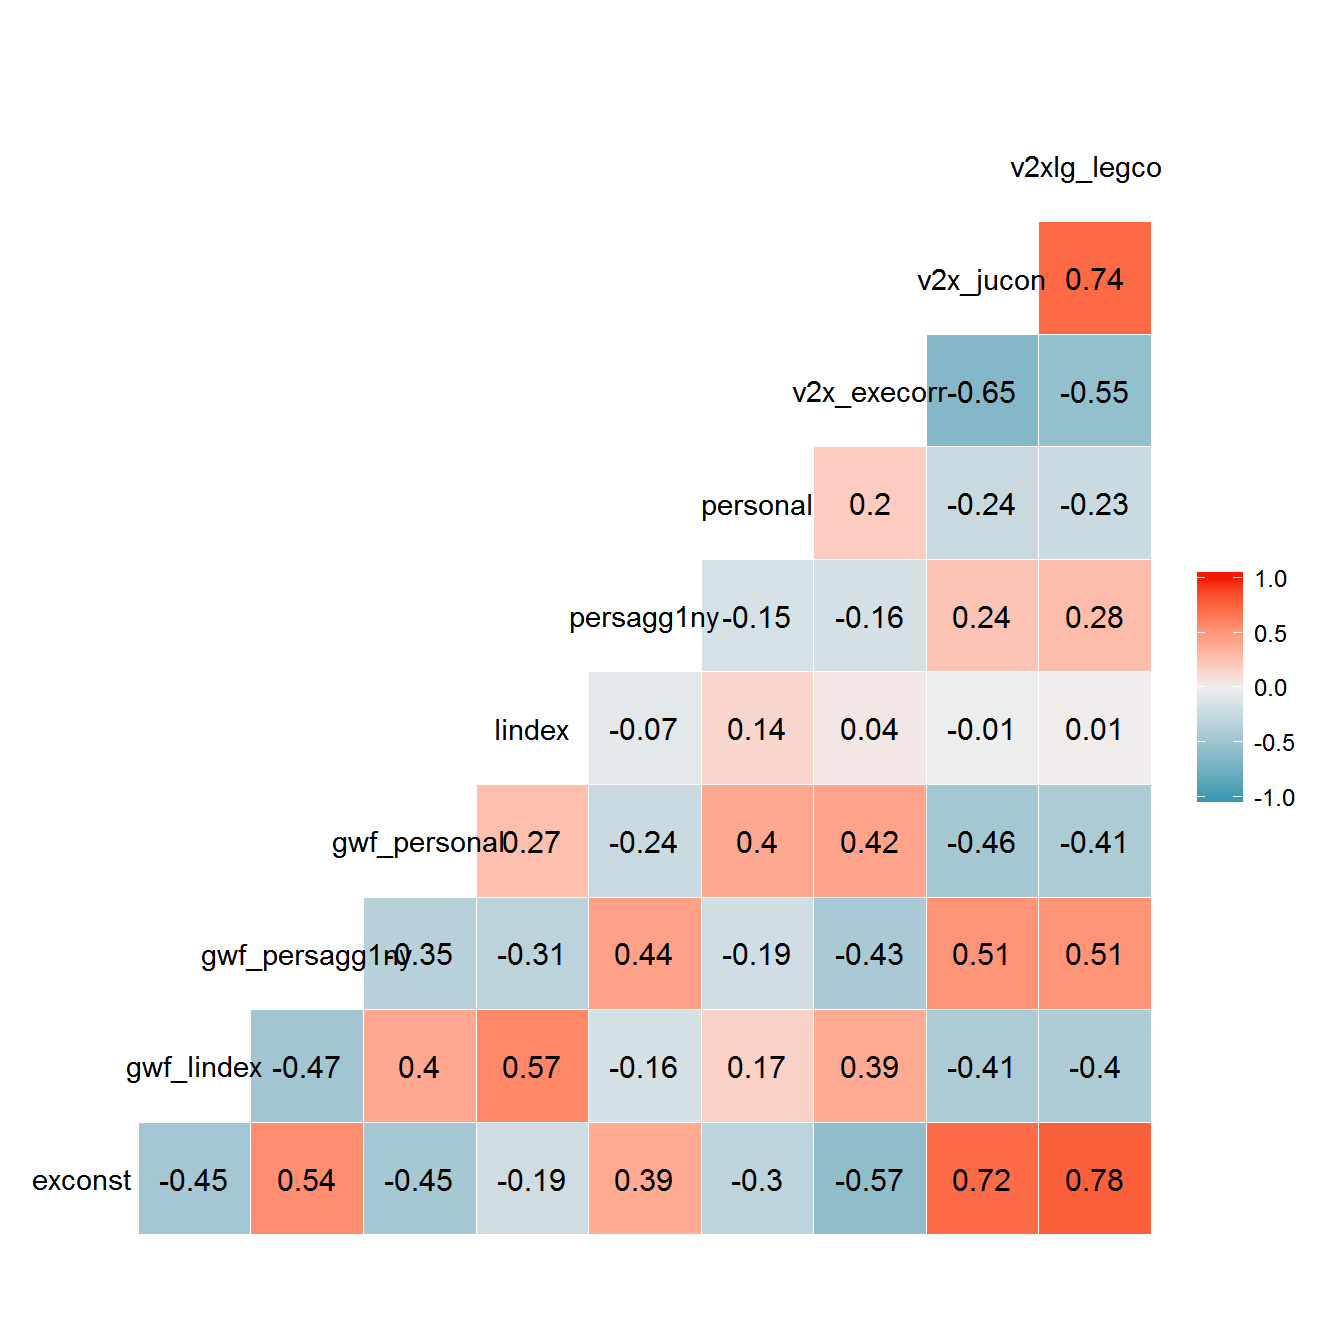 v2xlg_legco
v2x_jucon 0.74
v2x_execorr -0.65 -0.55
personal 0.2 -0.24 -0.23
persagg1ny -0.15 -0.16 0.24 0.28
lindex -0.07 0.14 0.04 -0.01 0.01
gwf_personal 0.27 -0.24 0.4 0.42 -0.46 -0.41
gwf_persagg1ny -0.35 -0.31 0.44 -0.19 -0.43 0.51 0.51
gwf_lindex -0.47 0.4 0.57 -0.16 0.17 0.39 -0.41 -0.4
exconst -0.45 0.54 -0.45 -0.19 0.39 -0.3 -0.57 0.72 0.78
1.0
0.5
0.0
-0.5
-1.0